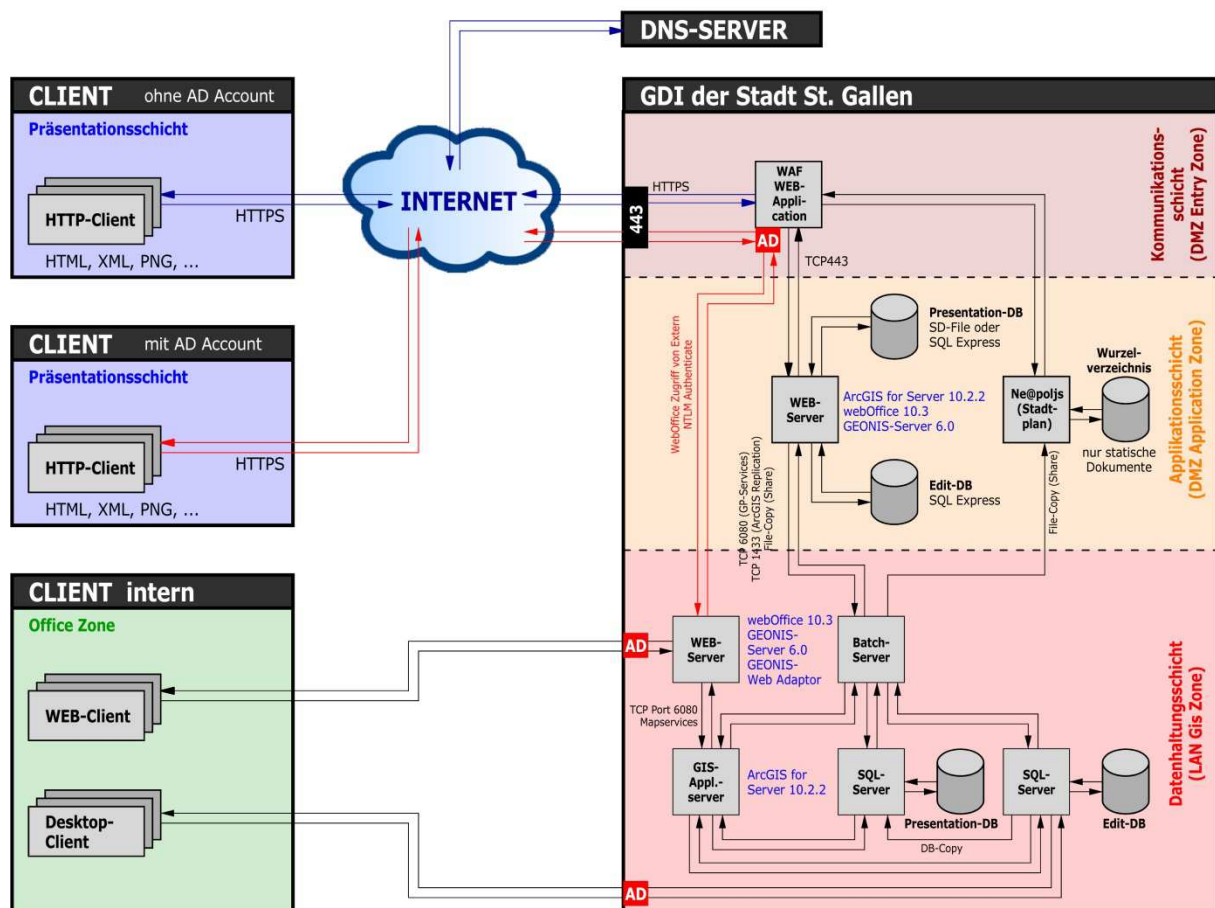 DNS-SERVER
CLIENT ohne AD Account
Präsentationsschicht
HTTP-Client
HTTPS
HTML, XML, PNG, ...
INTERNET
CLIENT mit AD Account
Präsentationsschicht
HTTP-Client
HTTPS
HTML, XML, PNG, ...
CLIENT intern
Office Zone
WEB-Client
Desktop-
Client
GDI der Stadt St. Gallen
443
HTTPS
WAF
WEB-
Appli-
cation
AD
TCP443
Kommunikations-
schicht
(DMZ Entry Zone)
WebOffice Zugriff von Extern
NTLM Authenticate
Presentation-DB
SD-File oder
SQL Express
WEB-
Server
ArcGIS for Server 10.2.2
webOffice 10.3
GEONIS-Server 6.0
Edit-DB
SQL Express
Ne@poljs
(Stadt-
plan)
Wurzel-
verzeichnis
nur statische
Dokumente
Applikationsschicht
(DMZ Application Zone)
TCP 6080 (GP-Services)
TCP 1433 (ArcGIS Replication)
File-Copy (Share)
File-Copy (Share)
AD
WEB-
Server
webOffice 10.3
GEONIS-
Server 6.0
GEONIS-
Web Adaptor
Batch-
Server
TCP Port 6080
Mapservices
GIS-
Appl.-
server
ArcGIS for
Server 10.2.2
SQL-
Server
Presentation-DB
SQL-
Server
Edit-DB
DB-Copy
AD
Datenhaltungsschicht
(LAN Gis Zone)